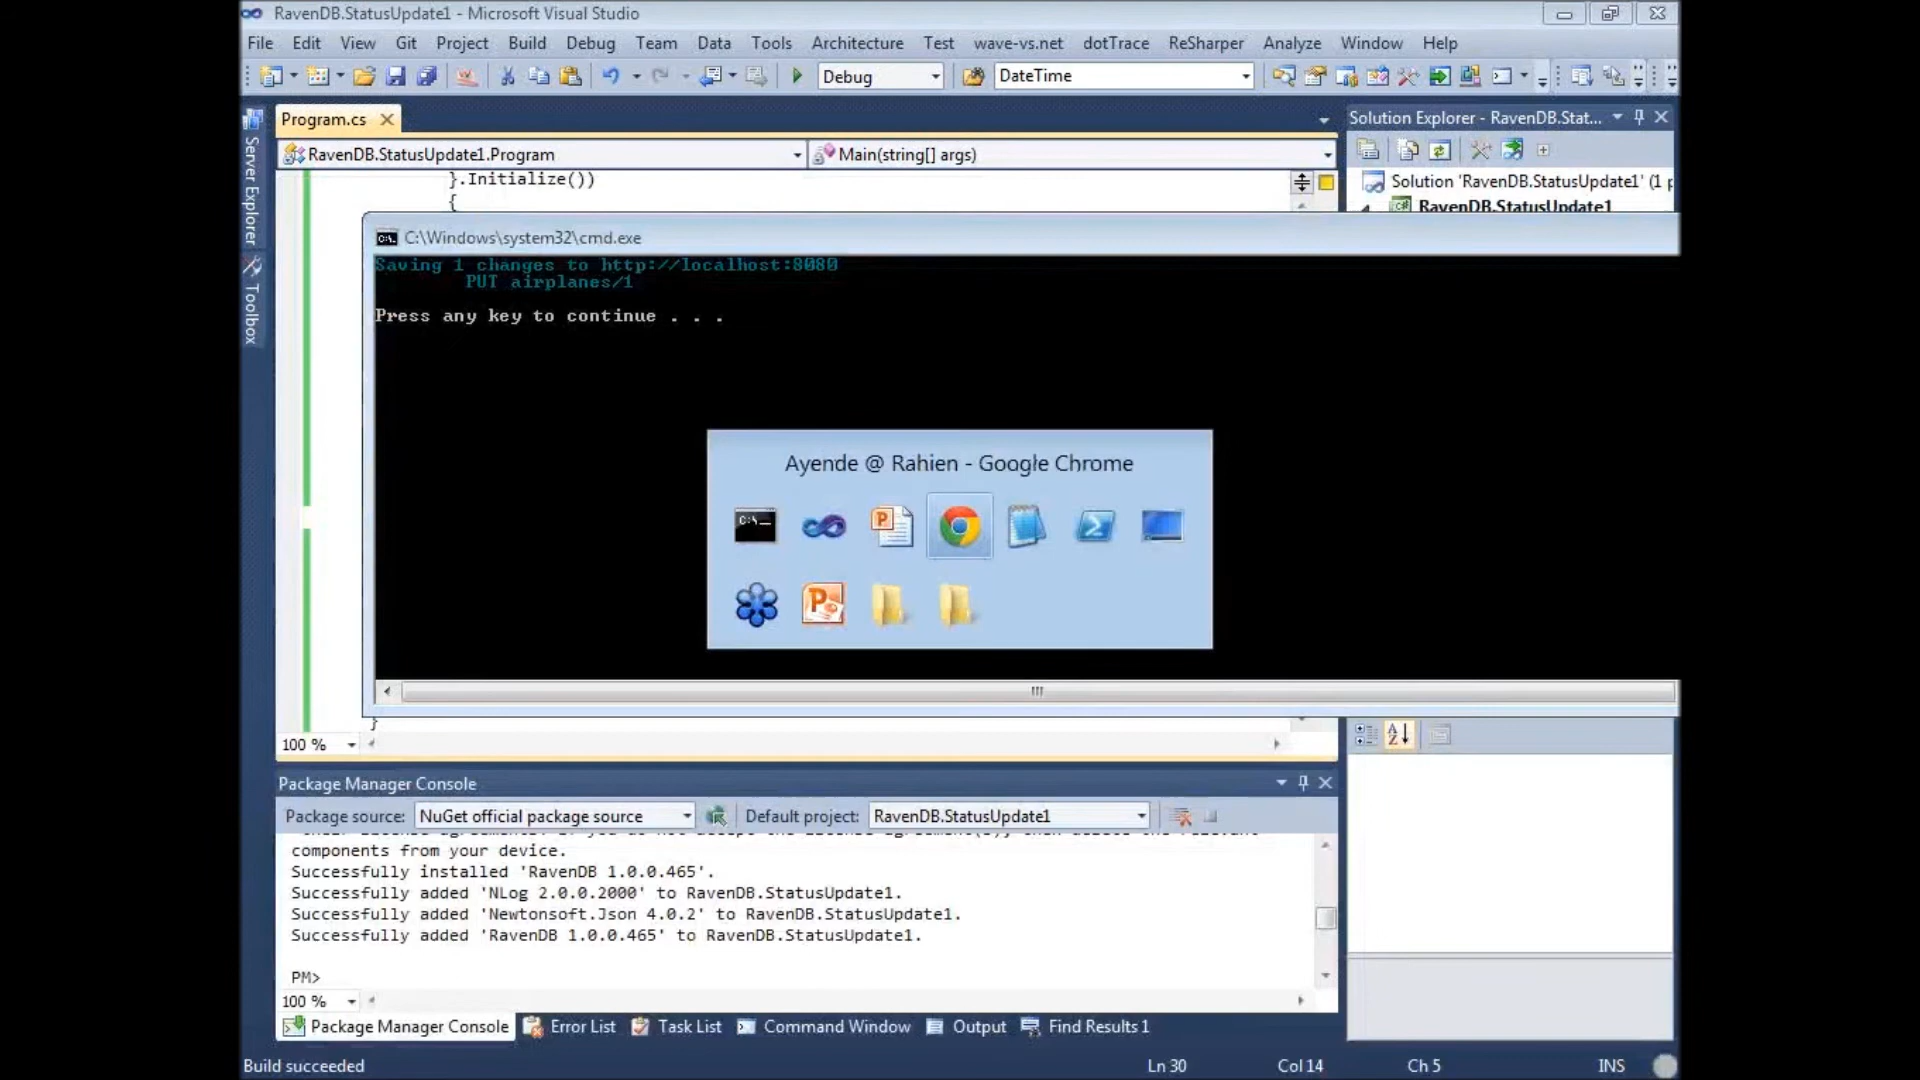 RavenDB.StatusUpdate1 - Microsoft Visual Studio
File Edit View Git Project Build Debug Team Data Tools Architecture Test wave-vs.net dotTrace ReSharper Analyze Window Help
Debug DateTime
Program.cs
Solution Explorer - RavenDB.Stat...
RavenDB.StatusUpdate1.Program Main(string[] args)
Server Explorer
Toolbox
}.Initialize())
{
Solution 'RavenDB.StatusUpdate1' (1 p
RavenDB.StatusUpdate1
C:\Windows\system32\cmd.exe
Saving 1 changes to http://localhost:8080
PUT airplanes/1
Press any key to continue . . .
Ayende @ Rahien - Google Chrome
}
100 %
Package Manager Console
Package source: NuGet official package source Default project: RavenDB.StatusUpdate1
components from your device.
Successfully installed 'RavenDB 1.0.0.465'.
Successfully added 'NLog 2.0.0.2000' to RavenDB.StatusUpdate1.
Successfully added 'Newtonsoft.Json 4.0.2' to RavenDB.StatusUpdate1.
Successfully added 'RavenDB 1.0.0.465' to RavenDB.StatusUpdate1.
PM>
100 %
Package Manager Console Error List Task List Command Window Output Find Results 1
Build succeeded Ln 30 Col 14 Ch 5 INS